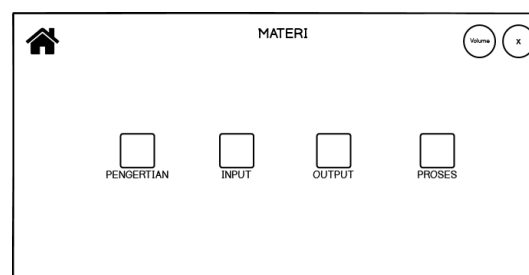 MATERI
Volume
X
PENGERTIAN
INPUT
OUTPUT
PROSES